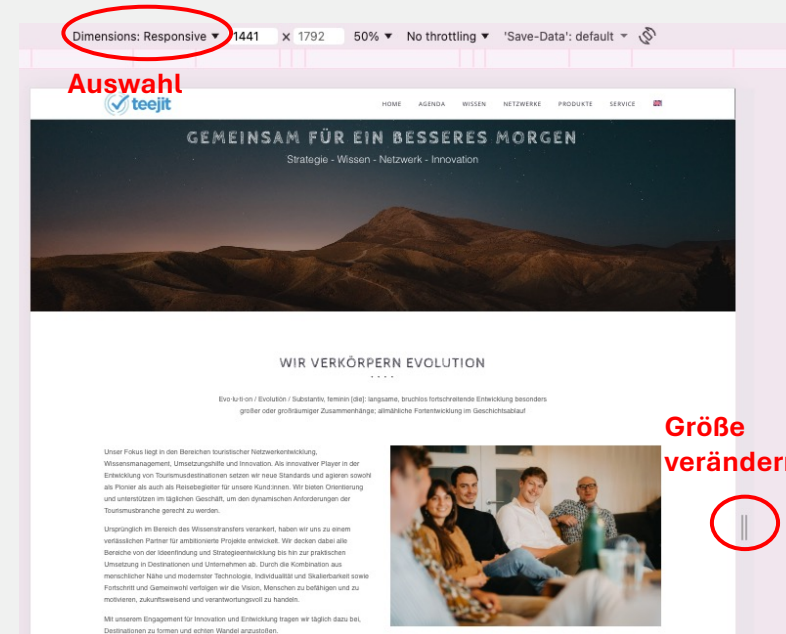 Dimensions: Responsive ▼ 1441 x 1792 50% ▼ No throttling ▼ 'Save-Data': default ▼
Auswahl
teejit HOME AGENDA WISSEN NETZWERKE PRODUKTE SERVICE
GEMEINSAM FÜR EIN BESSERES MORGEN
Strategie - Wissen - Netzwerk - Innovation
WIR VERKÖRPERN EVOLUTION
Evo·lu·ti·on / Evolutión / Substantiv, feminin [die]: langsame, bruchlos fortschreitende Entwicklung besonders
großer oder großräumiger Zusammenhänge; allmähliche Fortentwicklung im Geschichtsablauf
Größe
verändern
Unser Fokus liegt in den Bereichen touristischer Netzwerkentwicklung,
Wissensmanagement, Umsetzungshilfe und Innovation. Als innovativer Player in der
Entwicklung von Tourismusdestinationen setzen wir neue Standards und agieren sowohl
als Pionier als auch als Reisebegleiter für unsere Kund:innen. Wir bieten Orientierung
und unterstützen im täglichen Geschäft, um den dynamischen Anforderungen der
Tourismusbranche gerecht zu werden.
Ursprünglich im Bereich des Wissenstransfers verankert, haben wir uns zu einem
verlässlichen Partner für ambitionierte Projekte entwickelt. Wir decken dabei alle
Bereiche von der Ideenfindung und Strategieentwicklung bis hin zur praktischen
Umsetzung in Destinationen und Unternehmen ab. Durch die Kombination aus
menschlicher Nähe und modernster Technologie, Individualität und Skalierbarkeit sowie
Fortschritt und Gemeinwohl verfolgen wir die Vision, Menschen zu befähigen und zu
motivieren, zukunftsweisend und verantwortungsvoll zu handeln.
Mit unserem Engagement für Innovation und Entwicklung tragen wir täglich dazu bei,
Destinationen zu formen und echten Wandel anzustoßen.